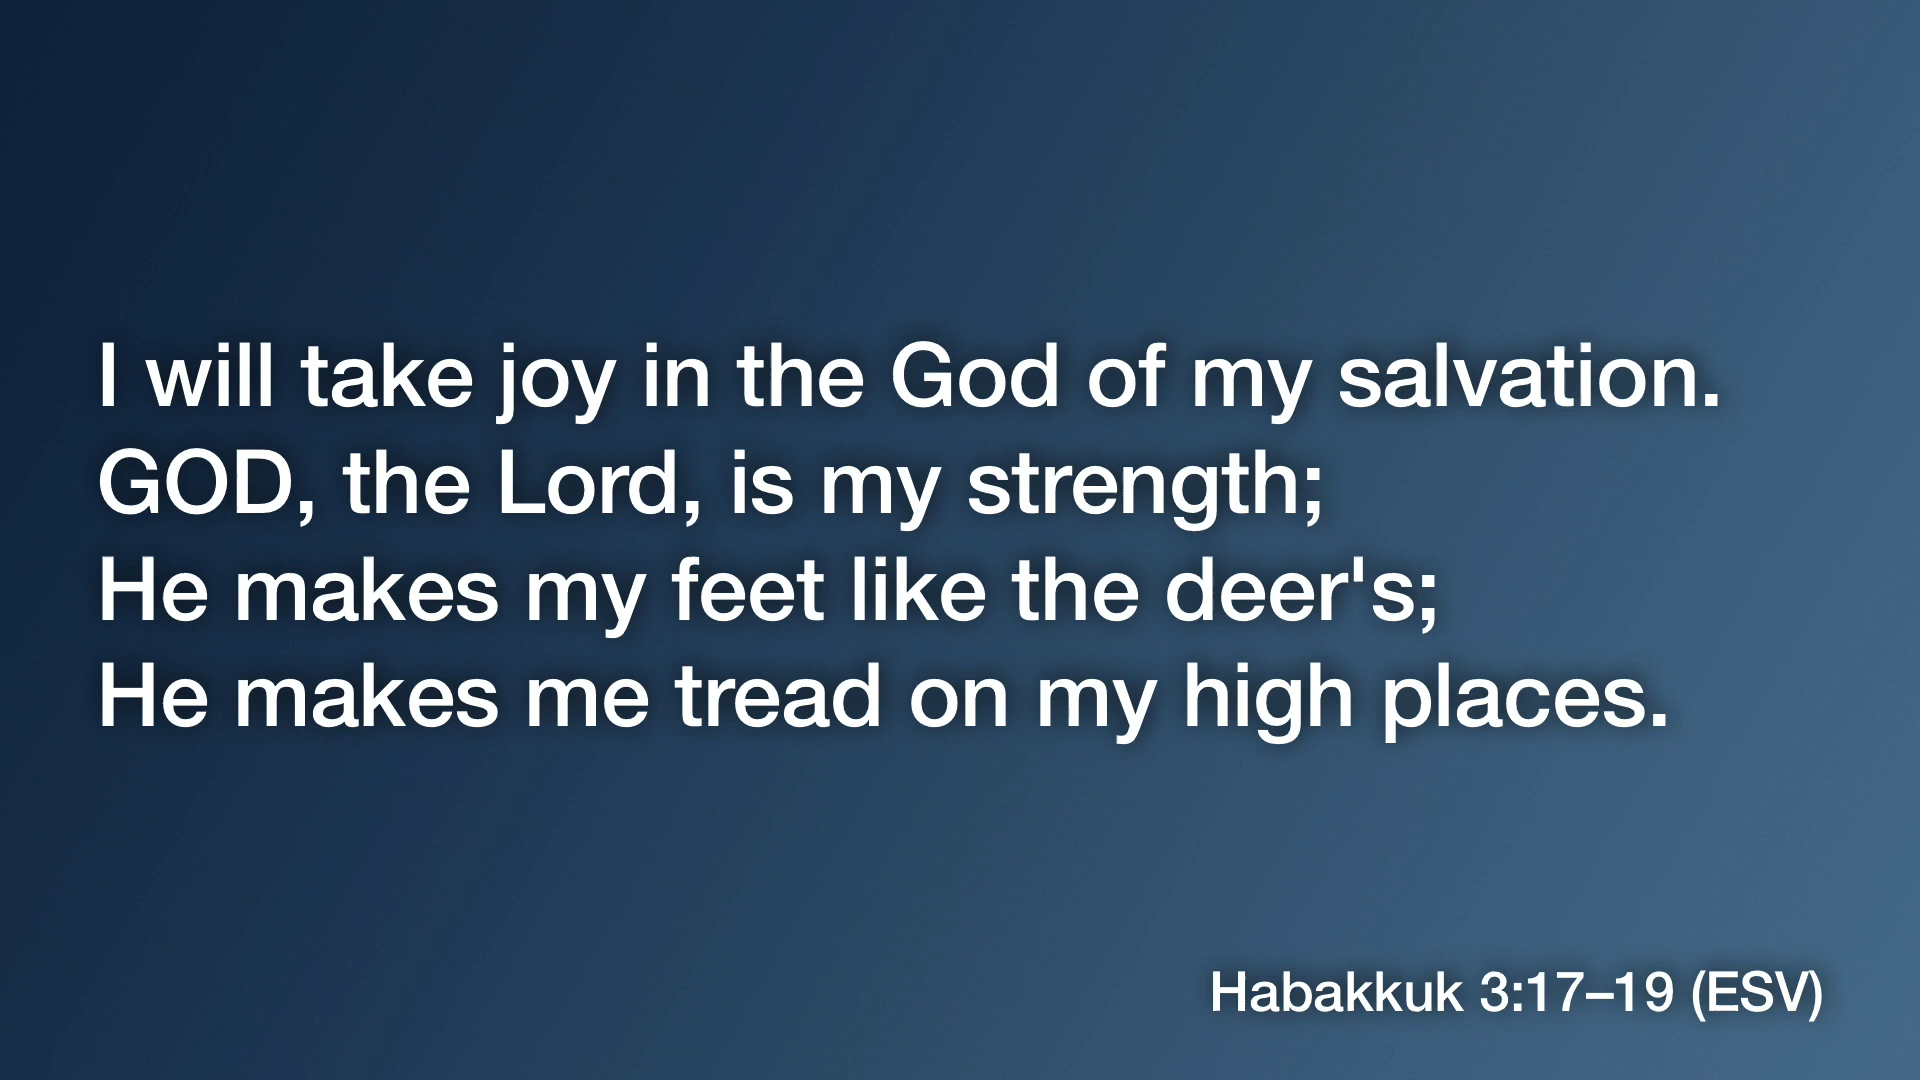 I will take joy in the God of my salvation.
GOD, the Lord, is my strength;
He makes my feet like the deer's;
He makes me tread on my high places.
Habakkuk 3:17–19 (ESV)